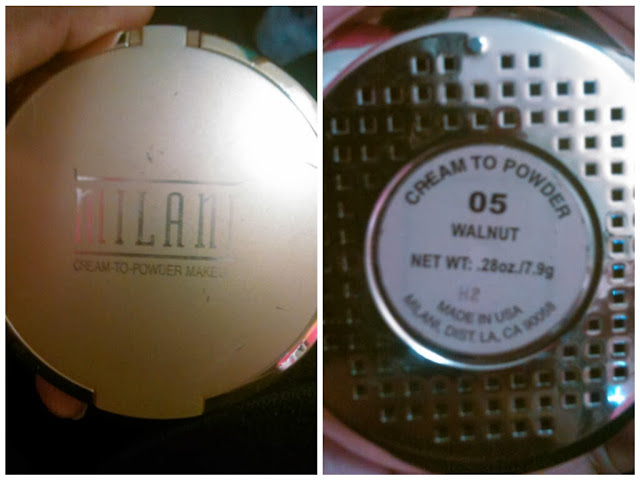 MILANI
CREAM-TO-POWDER MAKEUP
CREAM TO POWDER
05
WALNUT
NET WT: .28oz./7.9g
H2
MADE IN USA
MILANI, DIST. LA, CA 90058